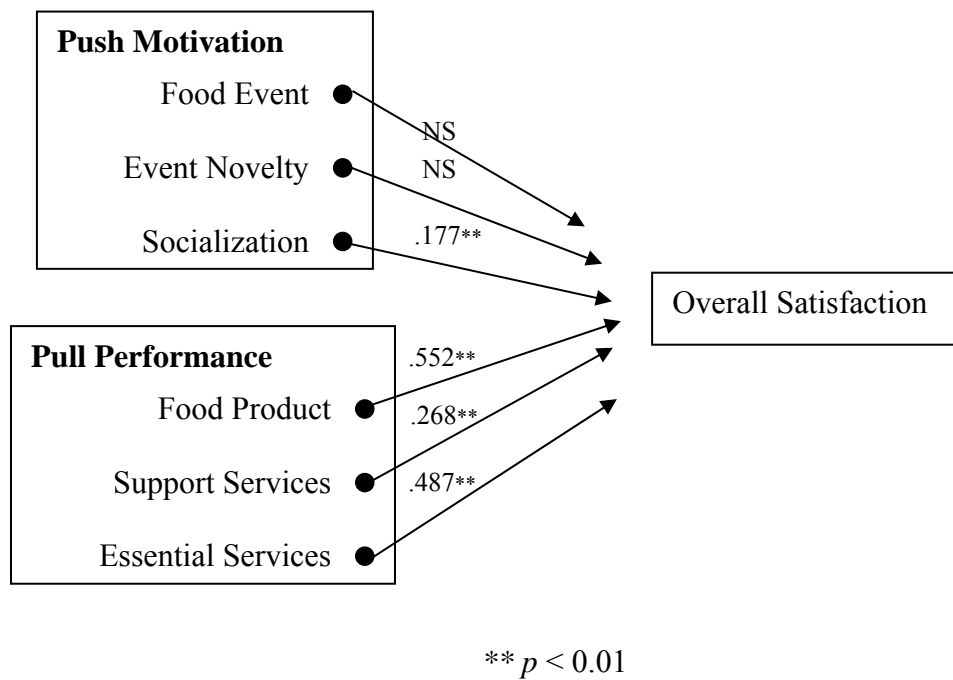 Push Motivation
Food Event
NS
Event Novelty
NS
Socialization
.177**
Overall Satisfaction
Pull Performance
.552**
Food Product
.268**
Support Services
.487**
Essential Services
** p < 0.01